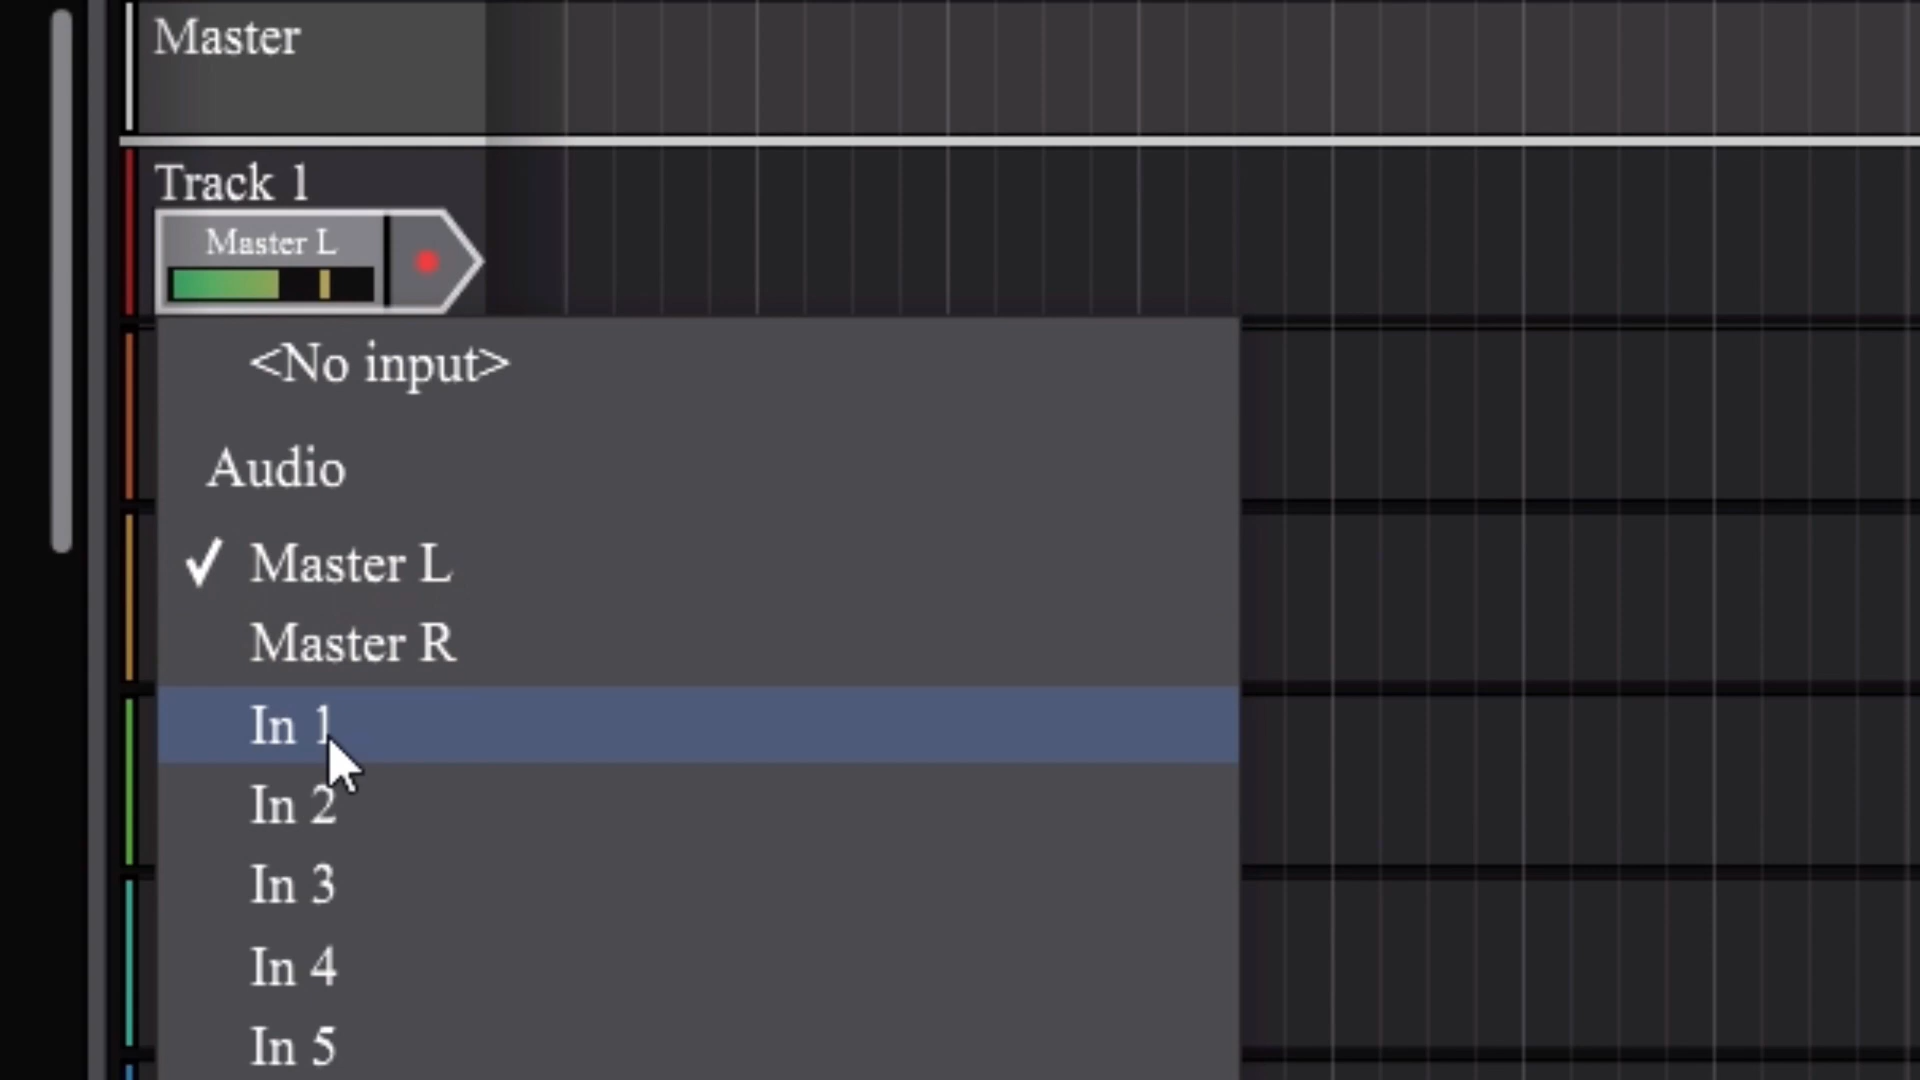 Master
Track 1
Master L
<No input>
Audio
Master L
Master R
In 1
In 2
In 3
In 4
In 5